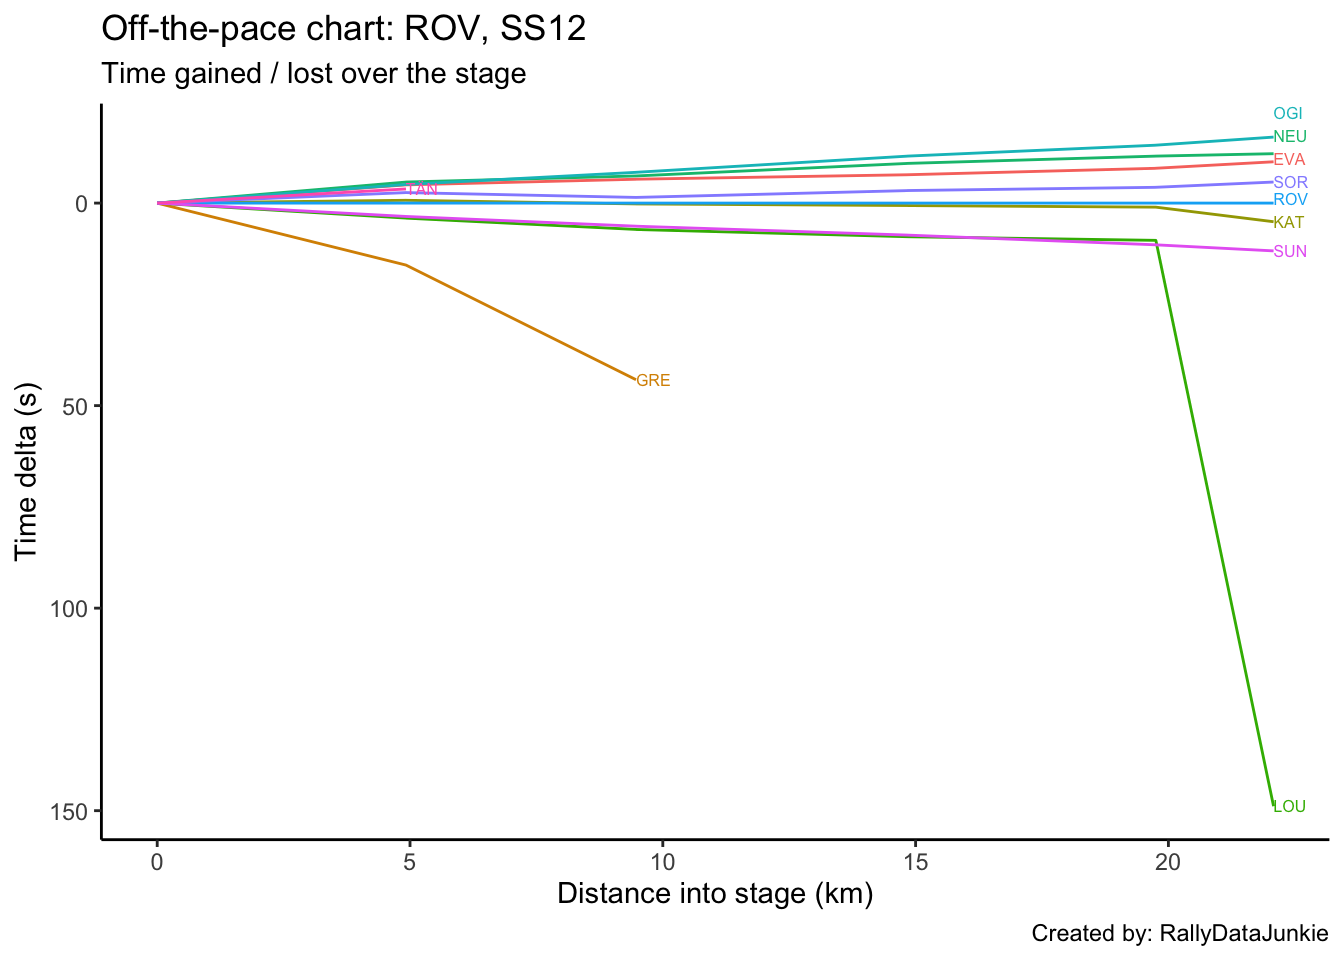 Off-the-pace chart: ROV, SS12
Time gained / lost over the stage
OGI
NEU
EVA
TAN
SOR
ROV
KAT
SUN
GRE
LOU
0
50
100
150
Time delta (s)
0 5 10 15 20
Distance into stage (km)
Created by: RallyDataJunkie